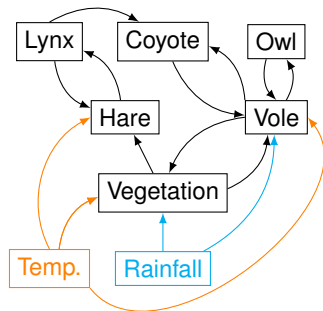 Lynx
Coyote
Owl
Hare
Vole
Vegetation
Temp.
Rainfall